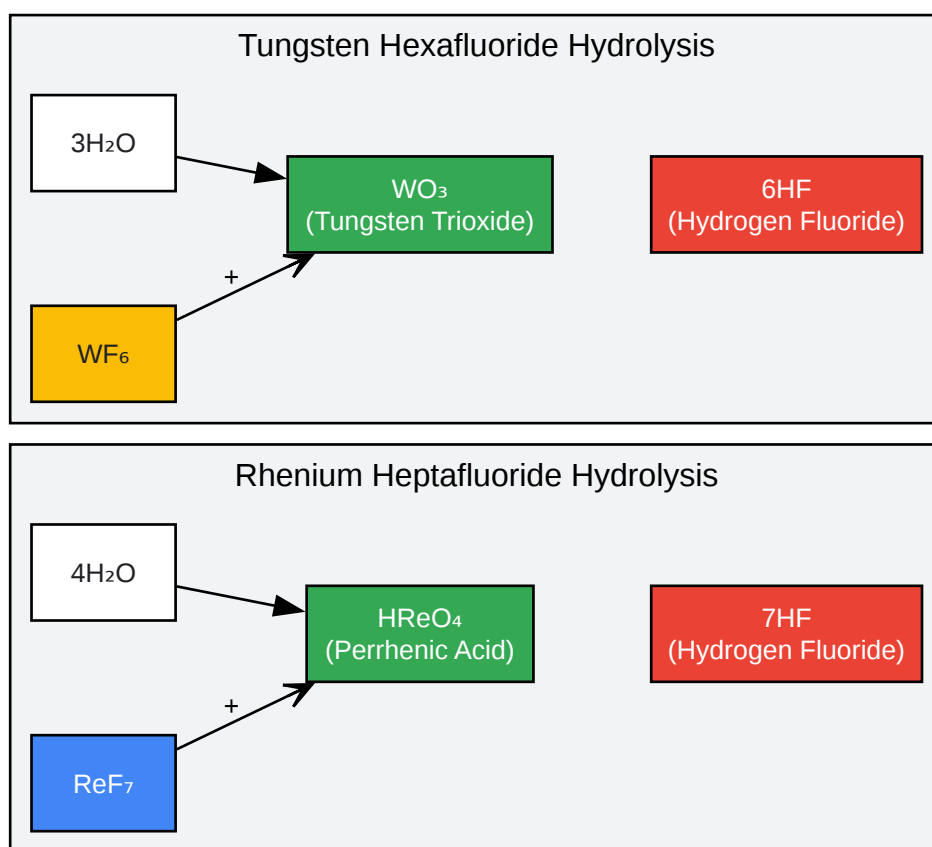 Tungsten Hexafluoride Hydrolysis
3H₂O
WO₃
(Tungsten Trioxide)
6HF
(Hydrogen Fluoride)
+
WF₆
Rhenium Heptafluoride Hydrolysis
4H₂O
HReO₄
(Perrhenic Acid)
7HF
(Hydrogen Fluoride)
+
ReF₇